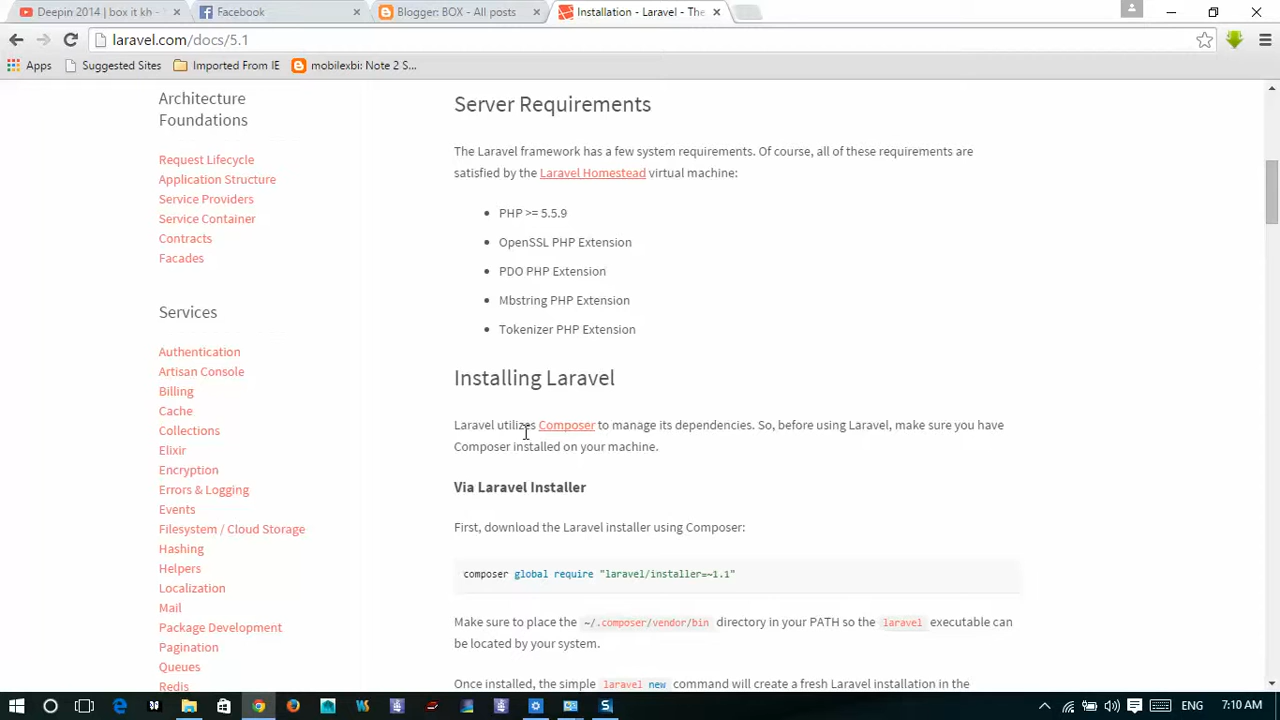 Deepin 2014 | box it kh -
Facebook
Blogger: BOX - All posts
Installation - Laravel - The
laravel.com/docs/5.1
Apps
Suggested Sites
Imported From IE
mobilexbi: Note 2 S...
Architecture
Foundations
Request Lifecycle
Application Structure
Service Providers
Service Container
Contracts
Facades
Services
Authentication
Artisan Console
Billing
Cache
Collections
Elixir
Encryption
Errors & Logging
Events
Filesystem / Cloud Storage
Hashing
Helpers
Localization
Mail
Package Development
Pagination
Queues
Redis
Server Requirements
The Laravel framework has a few system requirements. Of course, all of these requirements are
satisfied by the Laravel Homestead virtual machine:
PHP >= 5.5.9
OpenSSL PHP Extension
PDO PHP Extension
Mbstring PHP Extension
Tokenizer PHP Extension
Installing Laravel
Laravel utilizes Composer to manage its dependencies. So, before using Laravel, make sure you have
Composer installed on your machine.
Via Laravel Installer
First, download the Laravel installer using Composer:
composer global require "laravel/installer=~1.1"
Make sure to place the ~/.composer/vendor/bin directory in your PATH so the laravel executable can
be located by your system.
Once installed, the simple laravel new command will create a fresh Laravel installation in the
ENG
7:10 AM